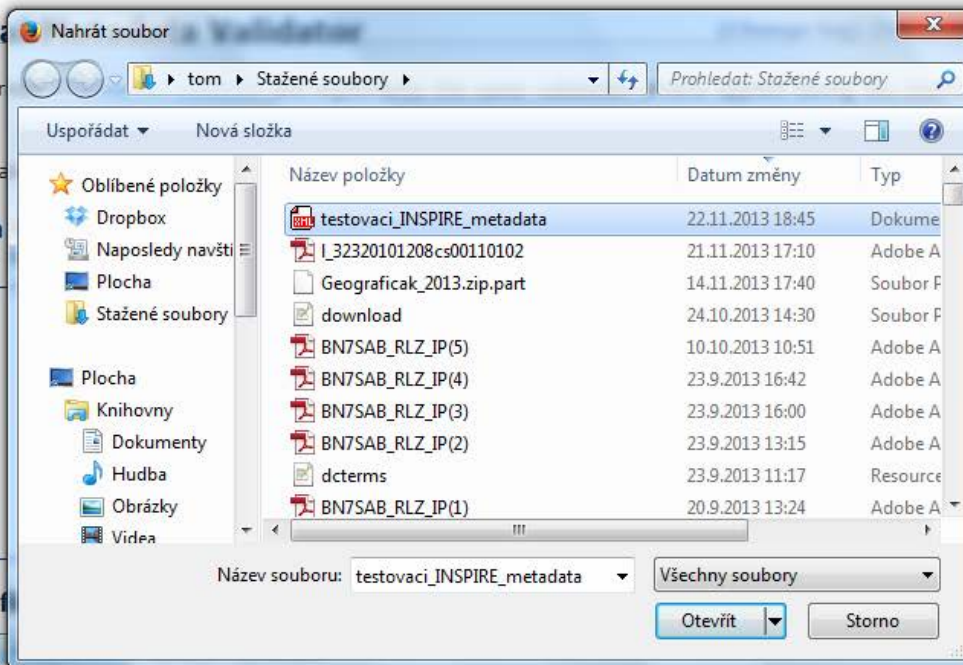 Nahrát soubor
a Validator
tom ▸ Stažené soubory ▸
Prohledat: Stažené soubory
Uspořádat
Nová složka
Název položky Datum změny Typ
Oblíbené položky
Dropbox
Naposledy navští
Plocha
Stažené soubory
Plocha
Knihovny
Dokumenty
Hudba
Obrázky
Videa
testovaci_INSPIRE_metadata 22.11.2013 18:45 Dokume
l_32320101208cs00110102 21.11.2013 17:10 Adobe A
Geograficak_2013.zip.part 14.11.2013 17:40 Soubor P
download 24.10.2013 14:30 Soubor P
BN7SAB_RLZ_IP(5) 10.10.2013 10:51 Adobe A
BN7SAB_RLZ_IP(4) 23.9.2013 16:42 Adobe A
BN7SAB_RLZ_IP(3) 23.9.2013 16:00 Adobe A
BN7SAB_RLZ_IP(2) 23.9.2013 13:15 Adobe A
dcterms 23.9.2013 11:17 Resource
BN7SAB_RLZ_IP(1) 20.9.2013 13:24 Adobe A
Název souboru: testovaci_INSPIRE_metadata
Všechny soubory
Otevřít
Storno